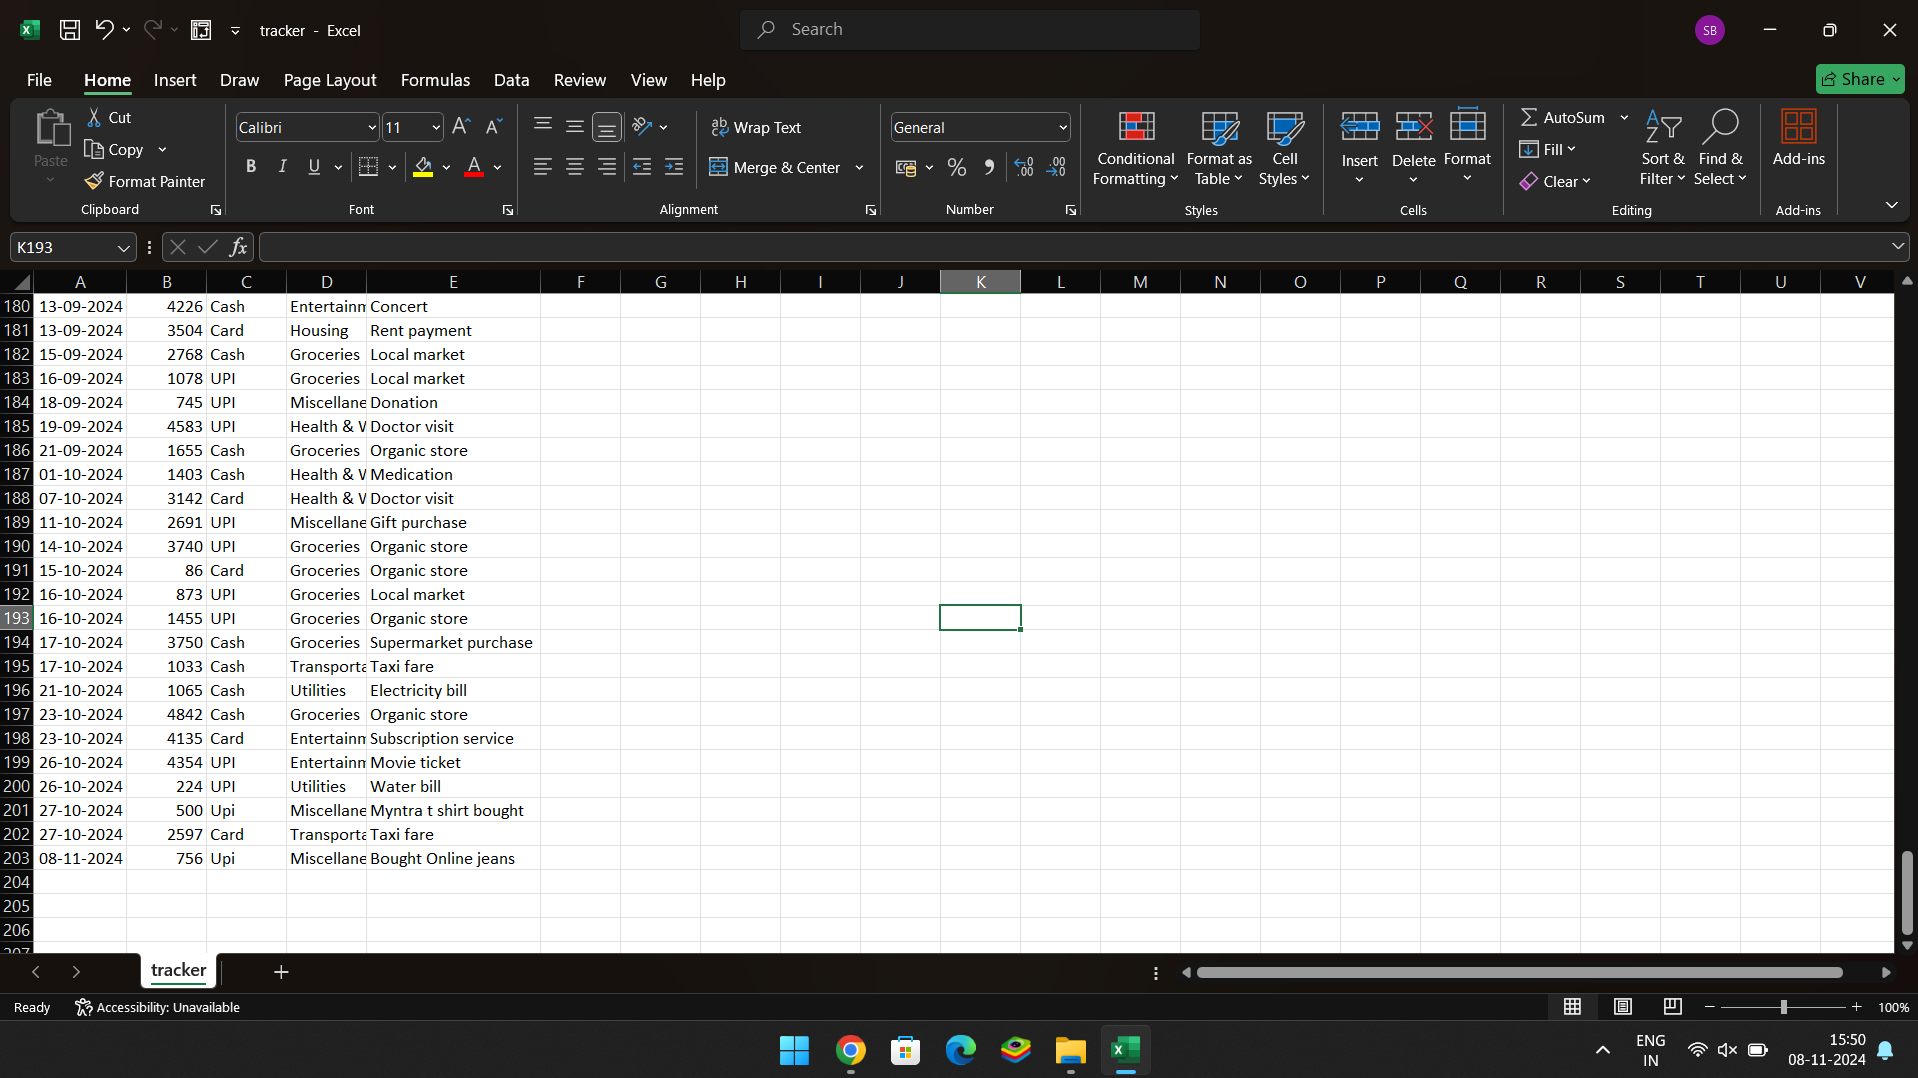 tracker - Excel
Search
SB
File Home Insert Draw Page Layout Formulas Data Review View Help
Share
Paste
Cut
Copy
Format Painter
Clipboard
Calibri 11
B I U
Font
Wrap Text
Merge & Center
Alignment
General
Number
Conditional Formatting
Format as Table
Cell Styles
Styles
Insert
Delete
Format
Cells
AutoSum
Fill
Clear
Sort & Filter
Find & Select
Editing
Add-ins
Add-ins
K193
fx
A B C D E F G H I J K L M N O P Q R S T U V
180 13-09-2024 4226 Cash Entertainm Concert
181 13-09-2024 3504 Card Housing Rent payment
182 15-09-2024 2768 Cash Groceries Local market
183 16-09-2024 1078 UPI Groceries Local market
184 18-09-2024 745 UPI Miscellane Donation
185 19-09-2024 4583 UPI Health & W Doctor visit
186 21-09-2024 1655 Cash Groceries Organic store
187 01-10-2024 1403 Cash Health & W Medication
188 07-10-2024 3142 Card Health & W Doctor visit
189 11-10-2024 2691 UPI Miscellane Gift purchase
190 14-10-2024 3740 UPI Groceries Organic store
191 15-10-2024 86 Card Groceries Organic store
192 16-10-2024 873 UPI Groceries Local market
193 16-10-2024 1455 UPI Groceries Organic store
194 17-10-2024 3750 Cash Groceries Supermarket purchase
195 17-10-2024 1033 Cash Transporta Taxi fare
196 21-10-2024 1065 Cash Utilities Electricity bill
197 23-10-2024 4842 Cash Groceries Organic store
198 23-10-2024 4135 Card Entertainm Subscription service
199 26-10-2024 4354 UPI Entertainm Movie ticket
200 26-10-2024 224 UPI Utilities Water bill
201 27-10-2024 500 Upi Miscellane Myntra t shirt bought
202 27-10-2024 2597 Card Transporta Taxi fare
203 08-11-2024 756 Upi Miscellane Bought Online jeans
204
205
206
207
tracker
Ready
Accessibility: Unavailable
100%
ENG
IN
15:50
08-11-2024